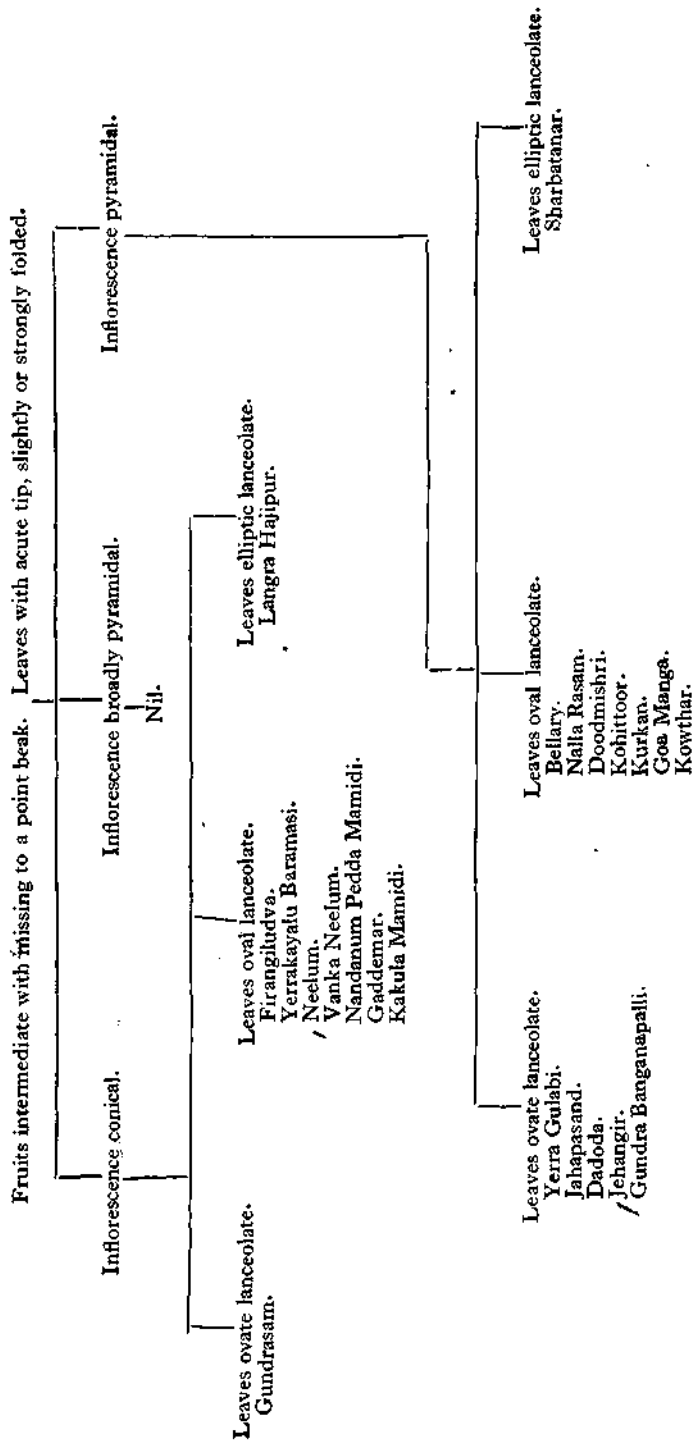 Fruits intermediate with missing to a point beak. Leaves with acute tip, slightly or strongly folded.
Inflorescence conical.
Inflorescence broadly pyramidal.
Nil.
Inflorescence pyramidal.
Leaves ovate lanceolate.
Gundrasam.
Leaves oval lanceolate.
Firangiludva.
Yerrakayalu Baramasi.
Neelum.
Vanka Neelum.
Nandanum Pedda Mamidi.
Gaddemar.
Kakula Mamidi.
Leaves elliptic lanceolate.
Langra Hajipur.
Leaves ovate lanceolate.
Yerra Gulabi.
Jahapasand.
Dadoda.
Jehangir.
Gundra Banganapalli.
Leaves oval lanceolate.
Bellary.
Nalla Rasam.
Doodmishri.
Kohittoor.
Kurkan.
Goa Manga.
Kowthar.
Leaves elliptic lanceolate.
Sharbatanar.